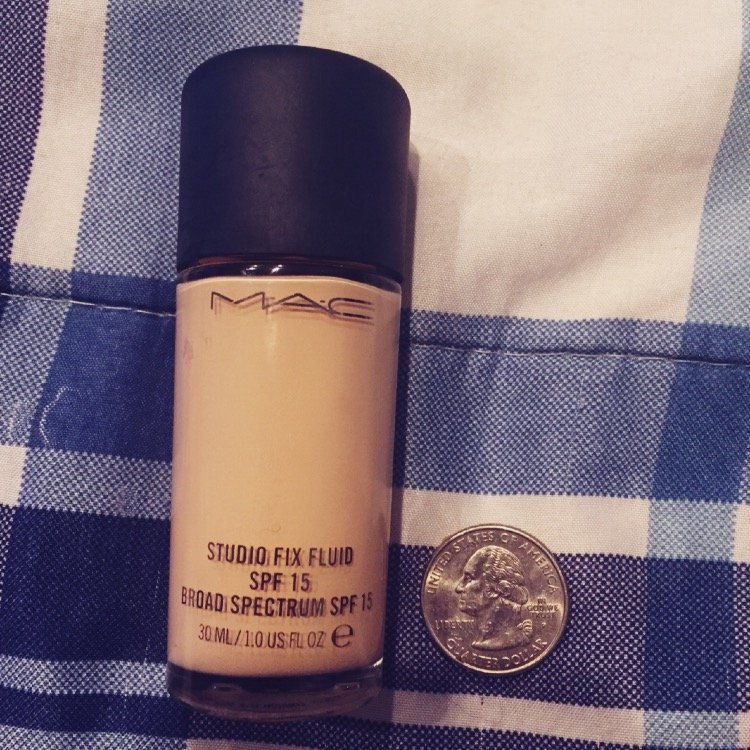 M·A·C
STUDIO FIX FLUID
SPF 15
BROAD SPECTRUM SPF 15
30 ML / 1.0 US FL OZ e
UNITED STATES OF AMERICA
IN
GOD WE
TRUST
LIBERTY
QUARTER DOLLAR